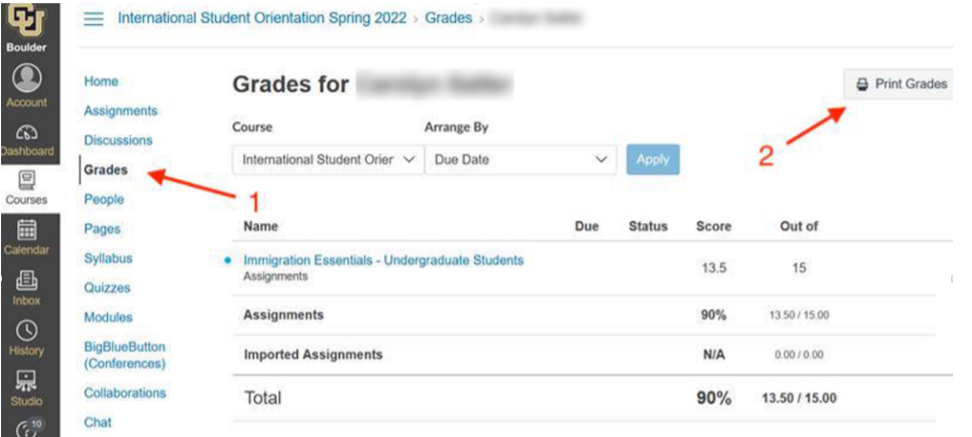 CU
Boulder
Account
Dashboard
Courses
Calendar
Inbox
History
Studio
10
International Student Orientation Spring 2022 › Grades ›
Home
Assignments
Discussions
Grades
People
Pages
Syllabus
Quizzes
Modules
BigBlueButton
(Conferences)
Collaborations
Chat
1
Grades for
Print Grades
2
Course Arrange By
International Student Orier Due Date Apply
Name Due Status Score Out of
Immigration Essentials - Undergraduate Students 13.5 15
Assignments
Assignments 90% 13.50 / 15.00
Imported Assignments N/A 0.00 / 0.00
Total 90% 13.50 / 15.00